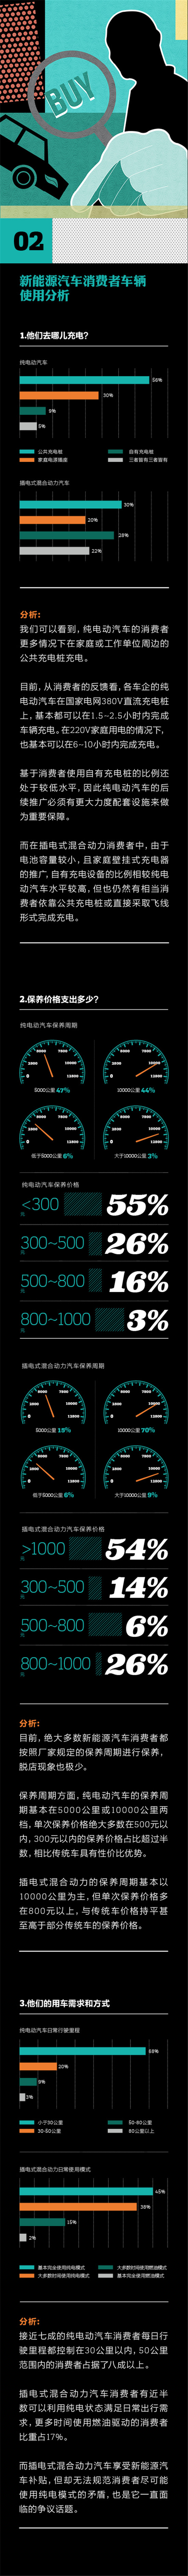 BUY
02
新能源汽车消费者车辆
使用分析
1.他们去哪儿充电?
纯电动汽车
56%
30%
9%
5%
公共充电桩
自有充电桩
家庭电源插座
三者皆有三者皆有
插电式混合动力汽车
30%
20%
28%
22%
分析:
我们可以看到,纯电动汽车的消费者
更多情况下在家庭或工作单位周边的
公共充电桩充电。
目前,从消费者的反馈看,各车企的纯
电动汽车在国家电网380V直流充电桩
上,基本都可以在1.5~2.5小时内完成
车辆充电。在220V家庭用电的情况下,
也基本可以在6~10小时内完成充电。
基于消费者使用自有充电桩的比例还
处于较低水平,因此纯电动汽车的后
续推广必须有更大力度配套设施来做
为重要保障。
而在插电式混合动力消费者中,由于
电池容量较小,且家庭壁挂式充电器
的推广,自有充电设备的比例相较纯电
动汽车水平较高,但也仍然有相当消
费者依靠公共充电桩或直接采取飞线
形式完成充电。
2.保养价格支出多少?
纯电动汽车保养周期
5000公里 47%
10000公里 44%
低于5000公里 6%
大于10000公里 3%
纯电动汽车保养价格
<300元 55%
300~500元 26%
500~800元 16%
800~1000元 3%
插电式混合动力汽车保养周期
5000公里 15%
10000公里 70%
低于5000公里 6%
大于10000公里 9%
插电式混合动力汽车保养价格
>1000元 54%
300~500元 14%
500~800元 6%
800~1000元 26%
分析:
目前,绝大多数新能源汽车消费者都
按照厂家规定的保养周期进行保养,
脱店现象也极少。
保养周期方面,纯电动汽车的保养周
期基本在5000公里或10000公里两
档,单次保养价格绝大多数在500元以
内,300元以内的保养价格占比超过半
数,相比传统车具有性价比优势。
插电式混合动力的保养周期基本以
10000公里为主,但单次保养价格多
在800元以上,与传统车价格持平甚
至高于部分传统车的保养价格。
3.他们的用车需求和方式
纯电动汽车日常行驶里程
68%
20%
9%
3%
小于30公里
50-80公里
30-50公里
80公里以上
插电式混合动力日常使用模式
45%
38%
15%
2%
基本完全使用纯电模式
大多数时间使用燃油模式
大多数时间使用纯电模式
基本完全使用燃油模式
分析:
接近七成的纯电动汽车消费者每日行
驶里程都控制在30公里以内,50公里
范围内的消费者占据了八成以上。
插电式混合动力汽车消费者有近半
数可以利用纯电状态满足日常出行需
求,更多时间使用燃油驱动的消费者
比重占17%。
而插电式混合动力汽车享受新能源汽
车补贴,但却无法规范消费者尽可能
使用纯电模式的矛盾,也是它一直面
临的争议话题。